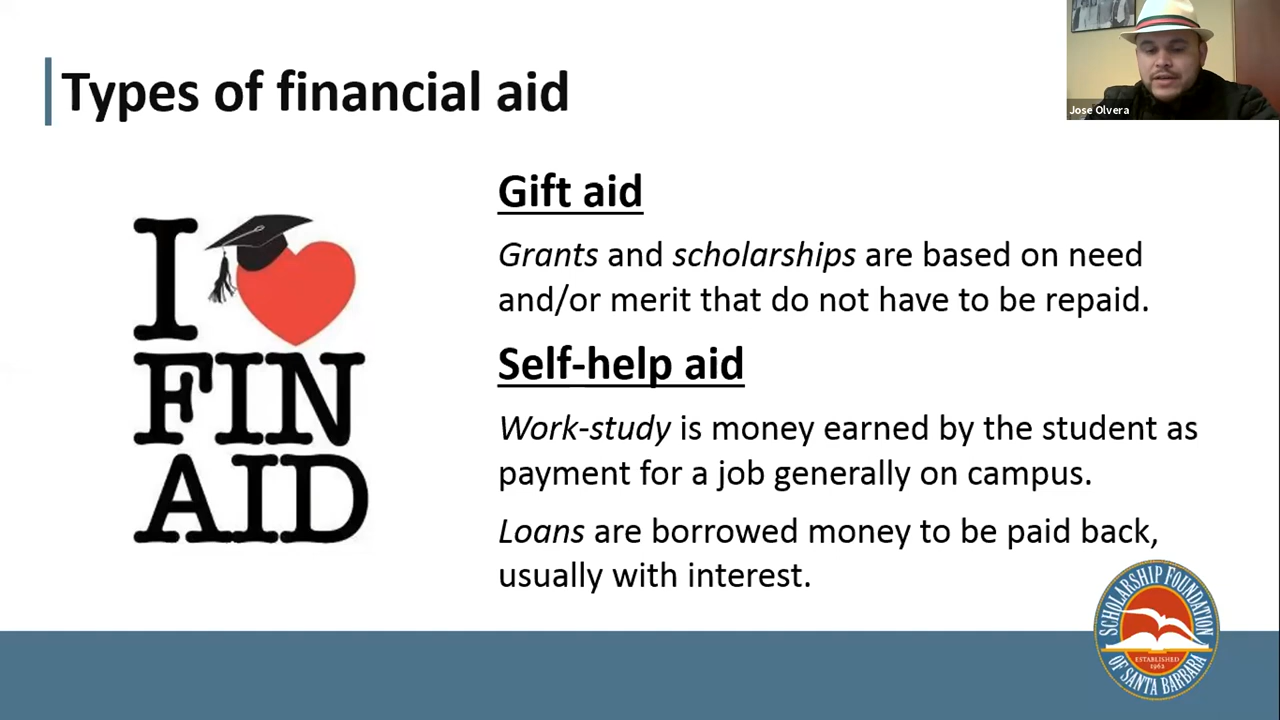 Types of financial aid
Jose Olvera
I
FIN
AID
Gift aid
Grants and scholarships are based on need
and/or merit that do not have to be repaid.
Self-help aid
Work-study is money earned by the student as
payment for a job generally on campus.
Loans are borrowed money to be paid back,
usually with interest.
SCHOLARSHIP FOUNDATION
ESTABLISHED
1962
OF SANTA BARBARA